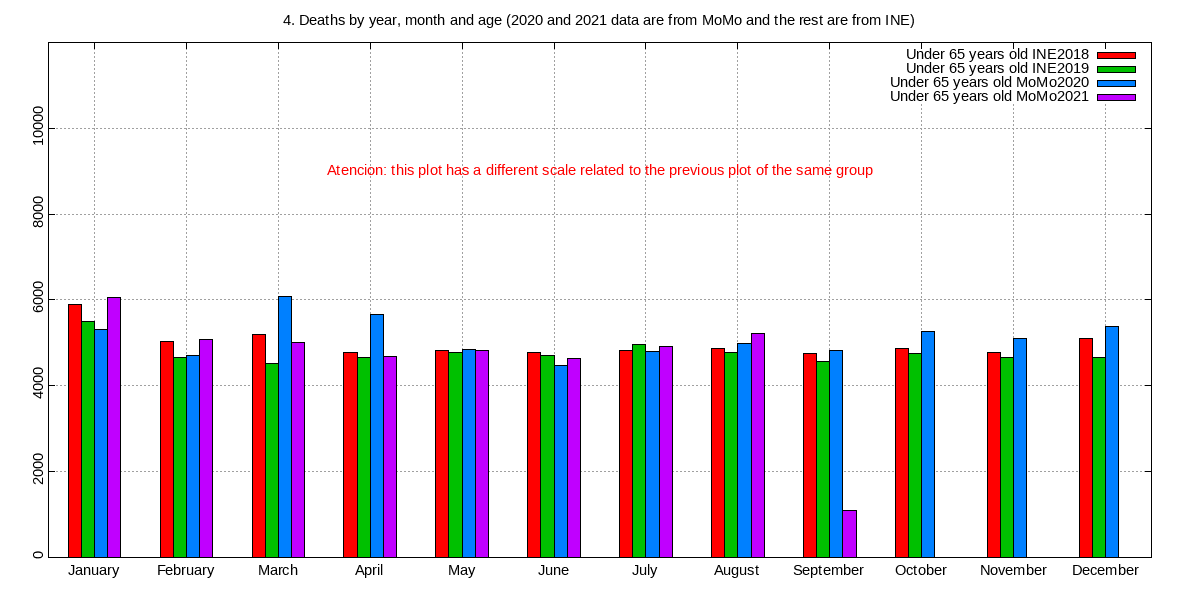 4. Deaths by year, month and age (2020 and 2021 data are from MoMo and the rest are from INE)
Under 65 years old INE2018
Under 65 years old INE2019
Under 65 years old MoMo2020
Under 65 years old MoMo2021
Atencion: this plot has a different scale related to the previous plot of the same group
10000
8000
6000
4000
2000
0
January February March April May June July August September October November December